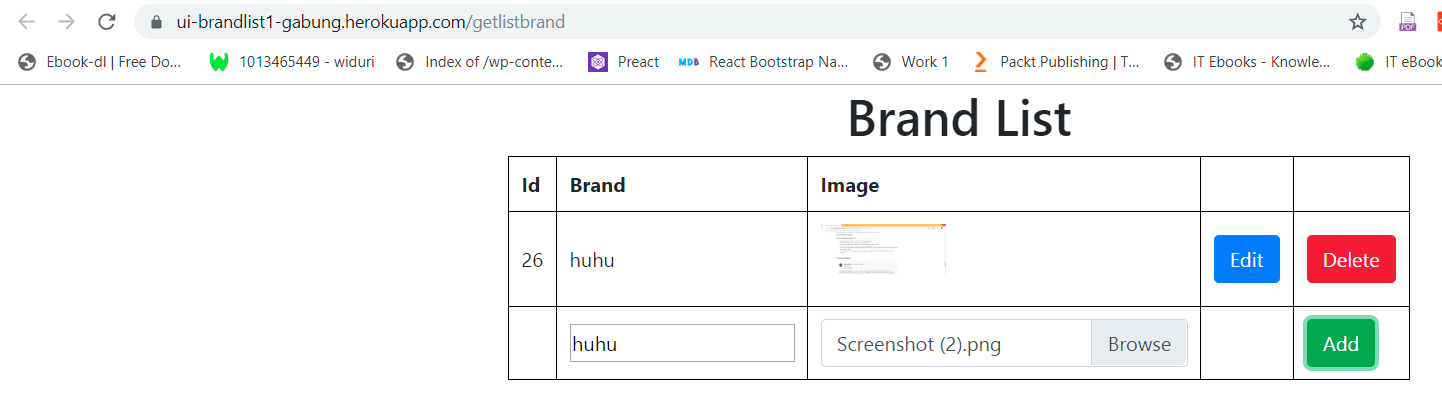 ui-brandlist1-gabung.herokuapp.com/getlistbrand
PDF
Ebook-dl | Free Do... 1013465449 - widuri Index of /wp-conte... Preact MDB React Bootstrap Na... Work 1 Packt Publishing | T... IT Ebooks - Knowle... IT eBook
Brand List
Id Brand Image
26 huhu Edit Delete
huhu Screenshot (2).png Browse Add